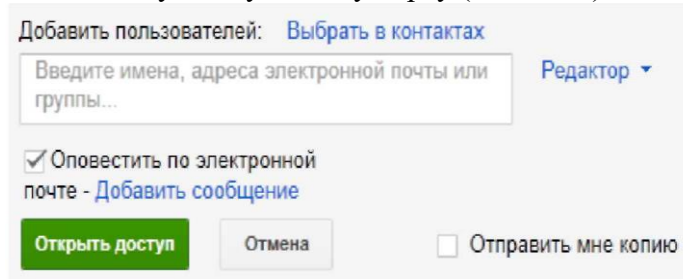 Добавить пользователей: Выбрать в контактах
Введите имена, адреса электронной почты или
группы...
Редактор
Оповестить по электронной
почте - Добавить сообщение
Открыть доступ Отмена Отправить мне копию